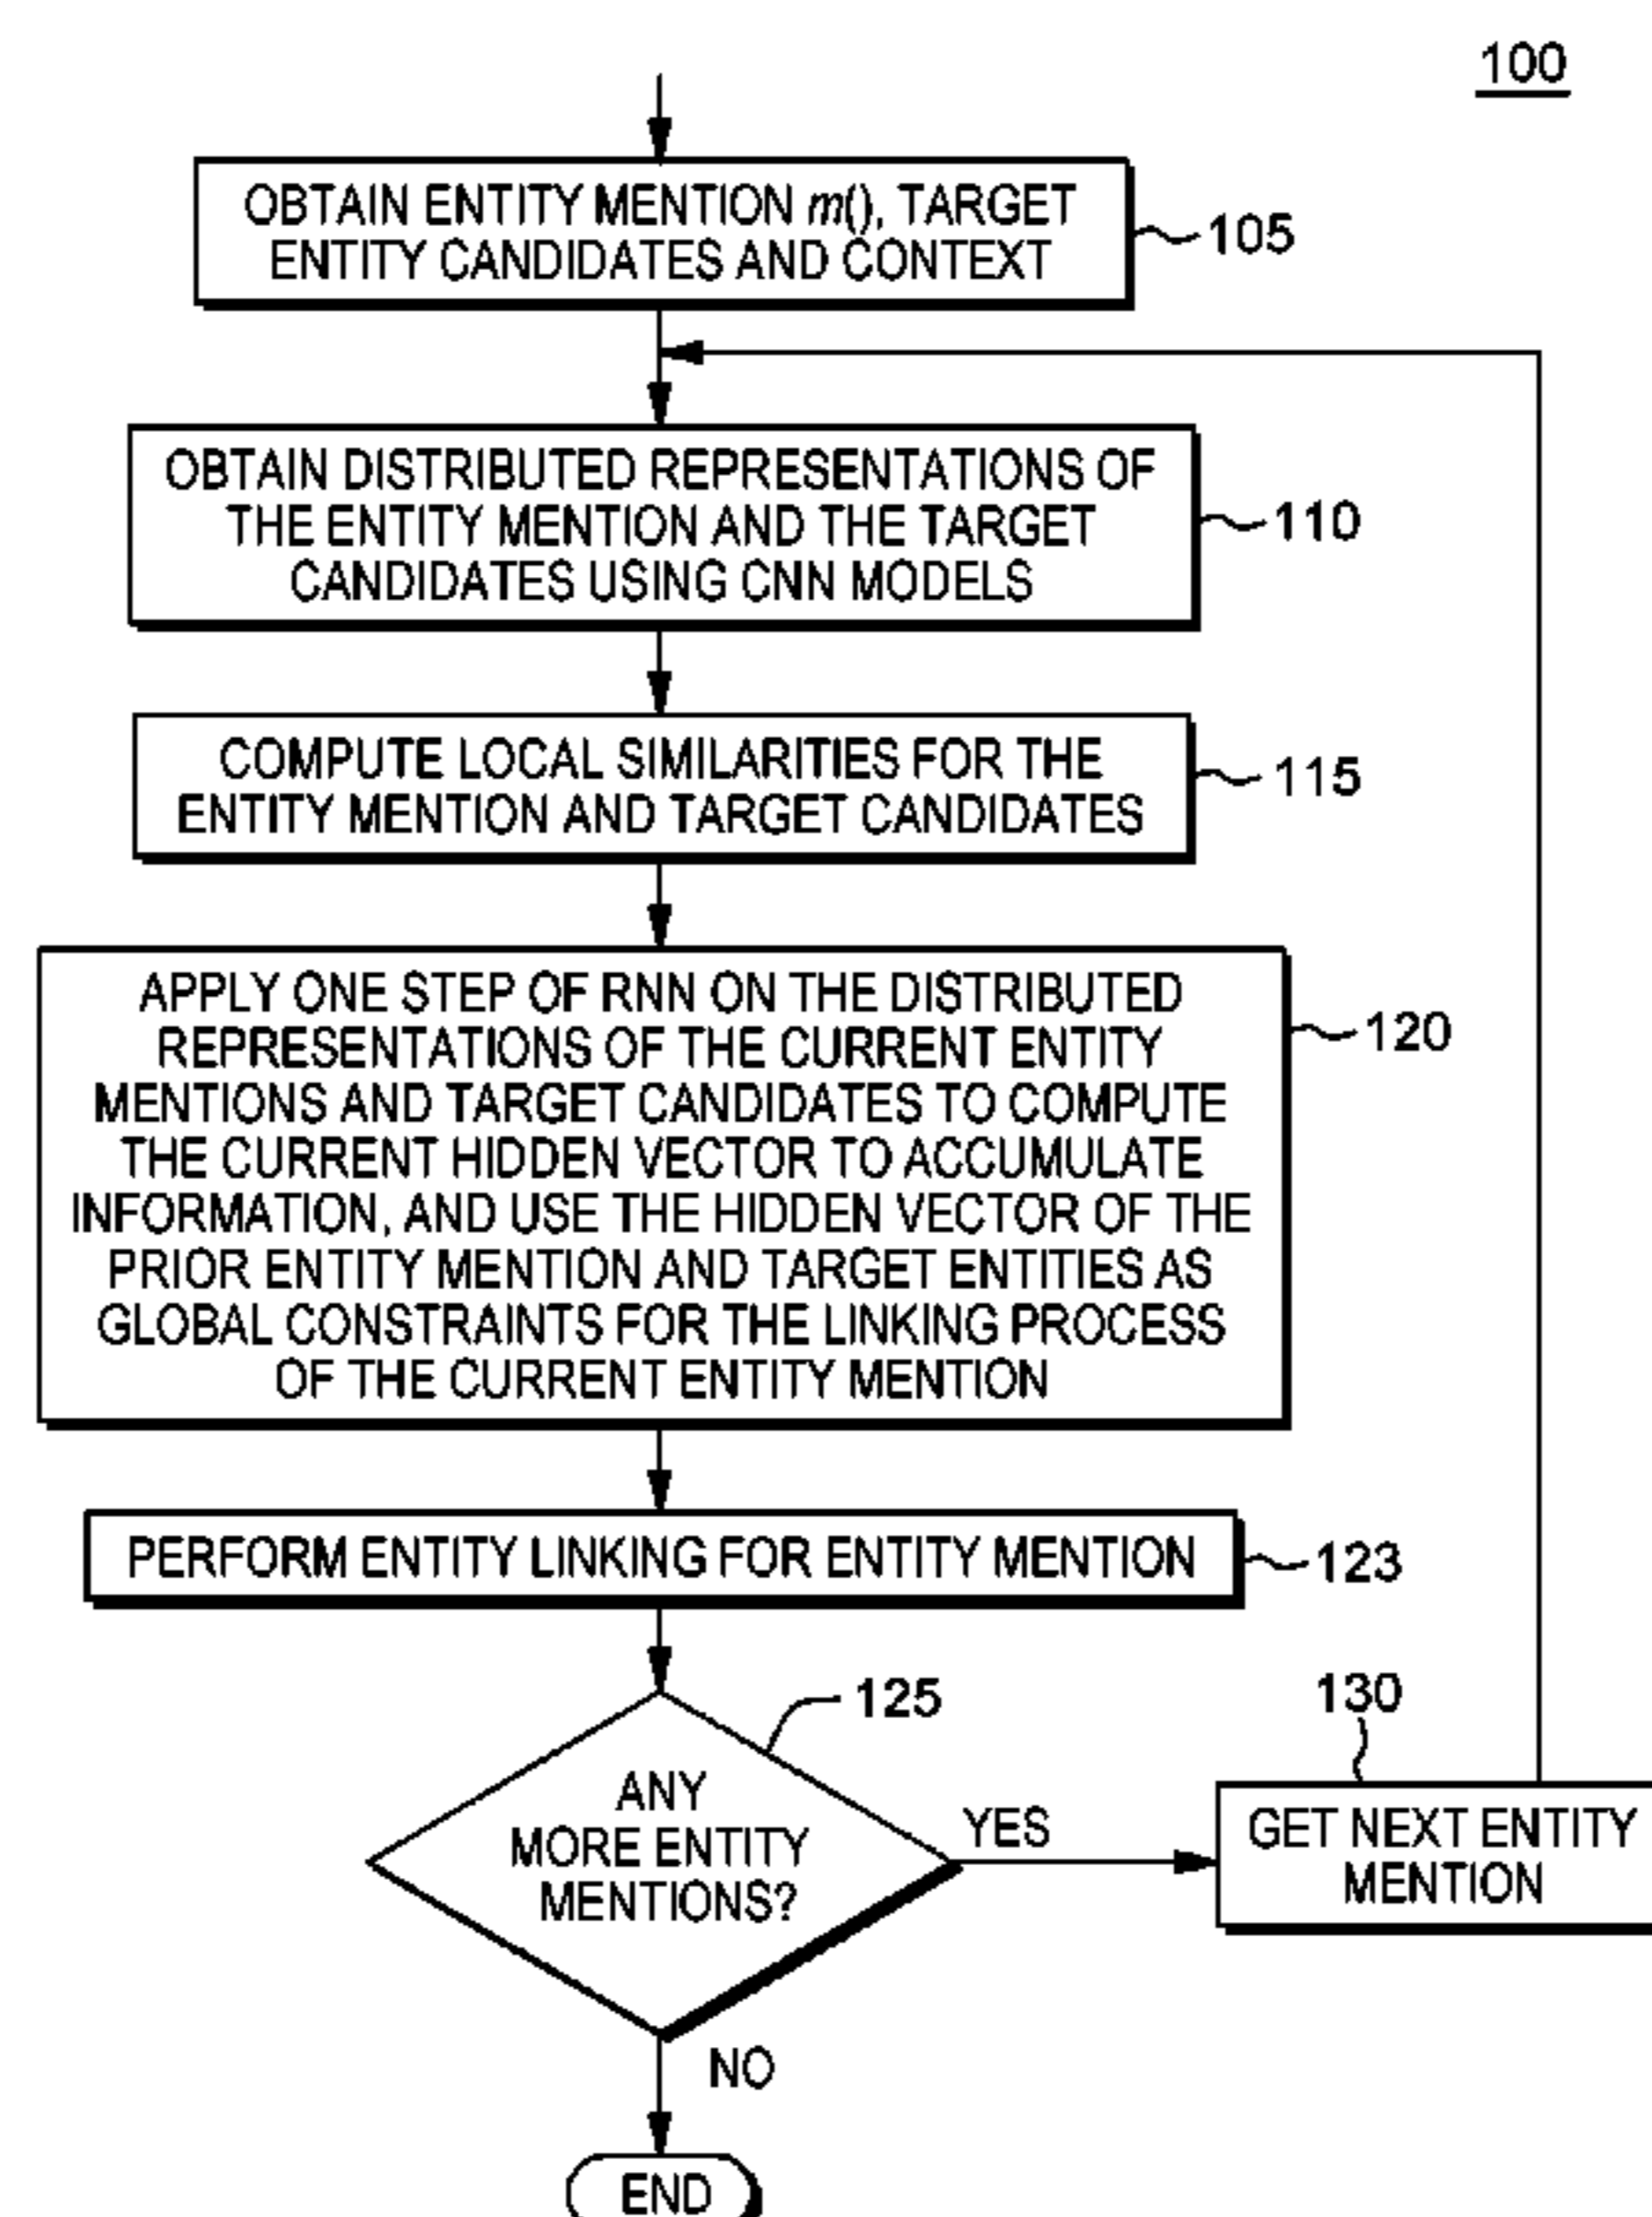 100
OBTAIN ENTITY MENTION m(), TARGET
ENTITY CANDIDATES AND CONTEXT
105
OBTAIN DISTRIBUTED REPRESENTATIONS OF
THE ENTITY MENTION AND THE TARGET
CANDIDATES USING CNN MODELS
110
COMPUTE LOCAL SIMILARITIES FOR THE
ENTITY MENTION AND TARGET CANDIDATES
115
APPLY ONE STEP OF RNN ON THE DISTRIBUTED
REPRESENTATIONS OF THE CURRENT ENTITY
MENTIONS AND TARGET CANDIDATES TO COMPUTE
THE CURRENT HIDDEN VECTOR TO ACCUMULATE
INFORMATION, AND USE THE HIDDEN VECTOR OF THE
PRIOR ENTITY MENTION AND TARGET ENTITIES AS
GLOBAL CONSTRAINTS FOR THE LINKING PROCESS
OF THE CURRENT ENTITY MENTION
120
PERFORM ENTITY LINKING FOR ENTITY MENTION
123
125
ANY
MORE ENTITY
MENTIONS?
YES
130
GET NEXT ENTITY
MENTION
NO
END